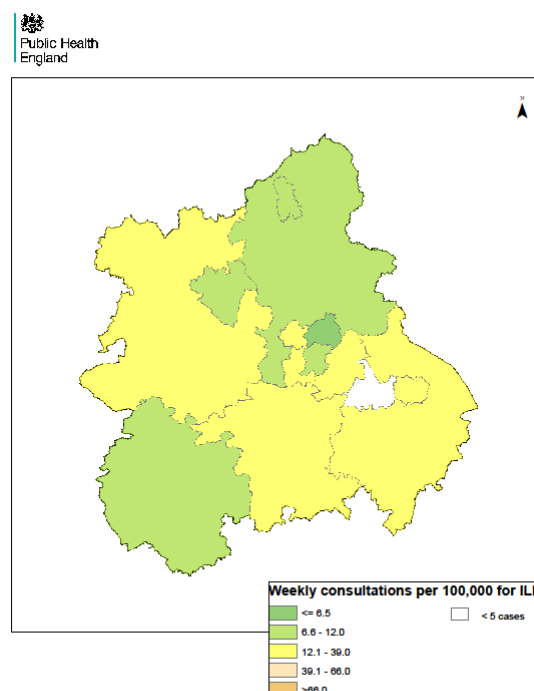 Public Health
England
N
Weekly consultations per 100,000 for ILI
<= 6.5
< 5 cases
6.6 - 12.0
12.1 - 39.0
39.1 - 66.0
>66.0